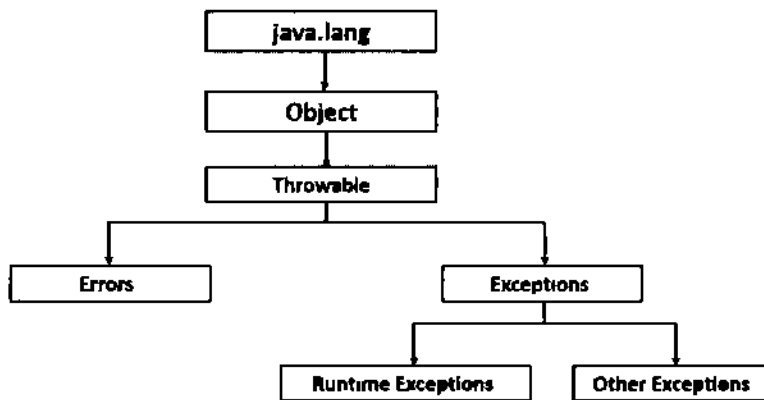 java.lang
Object
Throwable
Errors
Exceptions
Runtime Exceptions
Other Exceptions